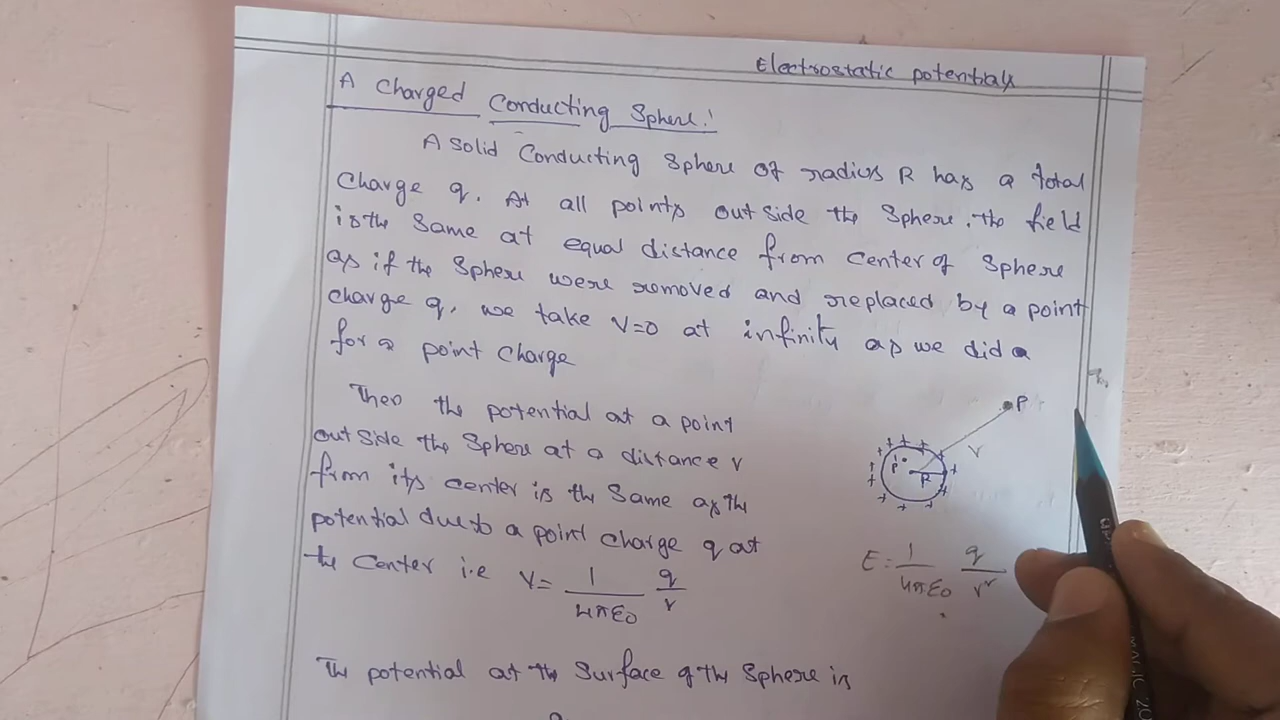 Electrostatic potentials
A Charged Conducting Sphere:
A Solid Conducting Sphere of radius R has a total
Charge q. At all points outside the Sphere, the field
is the Same at equal distance from Center of Sphere
as if the Sphere were removed and replaced by a point
charge q, we take V=0 at infinity as we did
for a point Charge
Then the potential at a point
outside the Sphere at a distance r
from its center is the Same as the
potential due to a point Charge q at
the Center i.e V = 1/4πε0 q/r
P
r
P'
R
E = 1/4πε0 q/r²
The potential at the Surface of the Sphere is